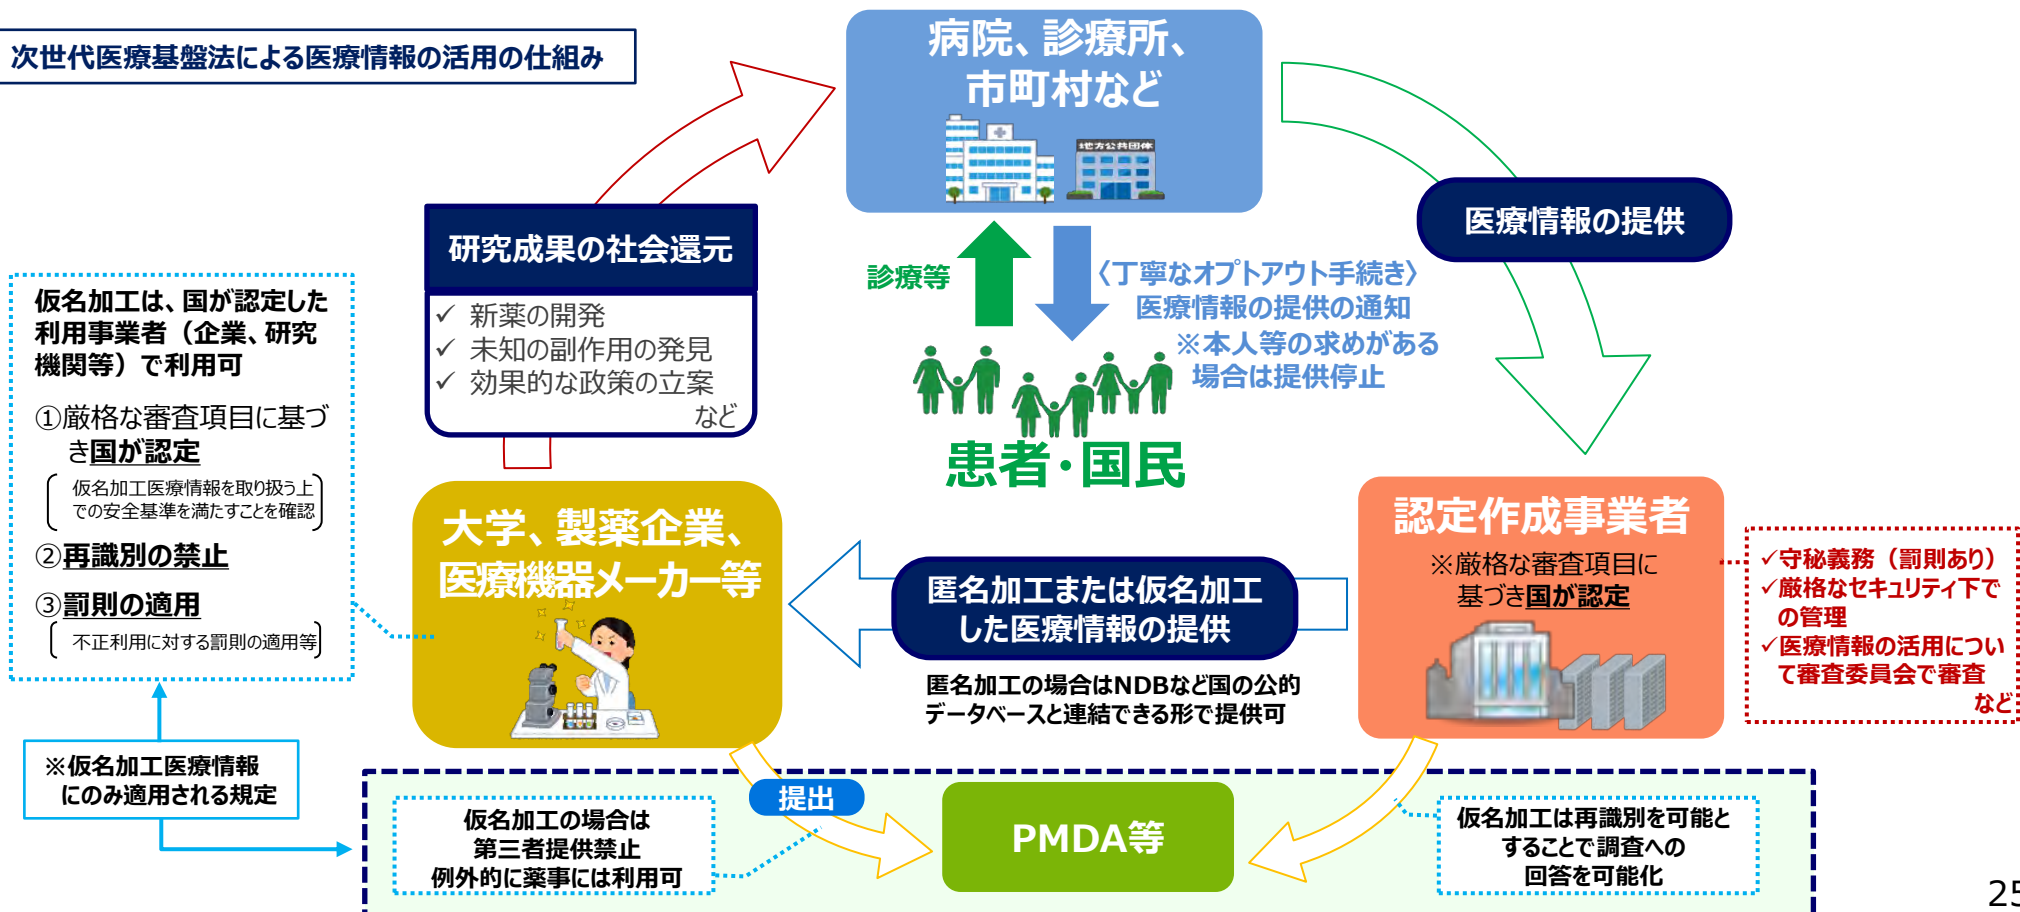 次世代医療基盤法による医療情報の活用の仕組み
病院、診療所、
市町村など
地方公共団体
医療情報の提供
研究成果の社会還元
✓ 新薬の開発
✓ 未知の副作用の発見
✓ 効果的な政策の立案
など
診療等
〈丁寧なオプトアウト手続き〉
医療情報の提供の通知
※本人等の求めがある
場合は提供停止
患者・国民
仮名加工は、国が認定した
利用事業者（企業、研究
機関等）で利用可
①厳格な審査項目に基づ
き国が認定
仮名加工医療情報を取り扱う上
での安全基準を満たすことを確認
②再識別の禁止
③罰則の適用
不正利用に対する罰則の適用等
※仮名加工医療情報
にのみ適用される規定
大学、製薬企業、
医療機器メーカー等
匿名加工または仮名加工
した医療情報の提供
匿名加工の場合はNDBなど国の公的
データベースと連結できる形で提供可
認定作成事業者
※厳格な審査項目に
基づき国が認定
✓守秘義務（罰則あり）
✓厳格なセキュリティ下で
の管理
✓医療情報の活用につい
て審査委員会で審査
など
提出
仮名加工の場合は
第三者提供禁止
例外的に薬事には利用可
PMDA等
仮名加工は再識別を可能と
することで調査への
回答を可能化
25